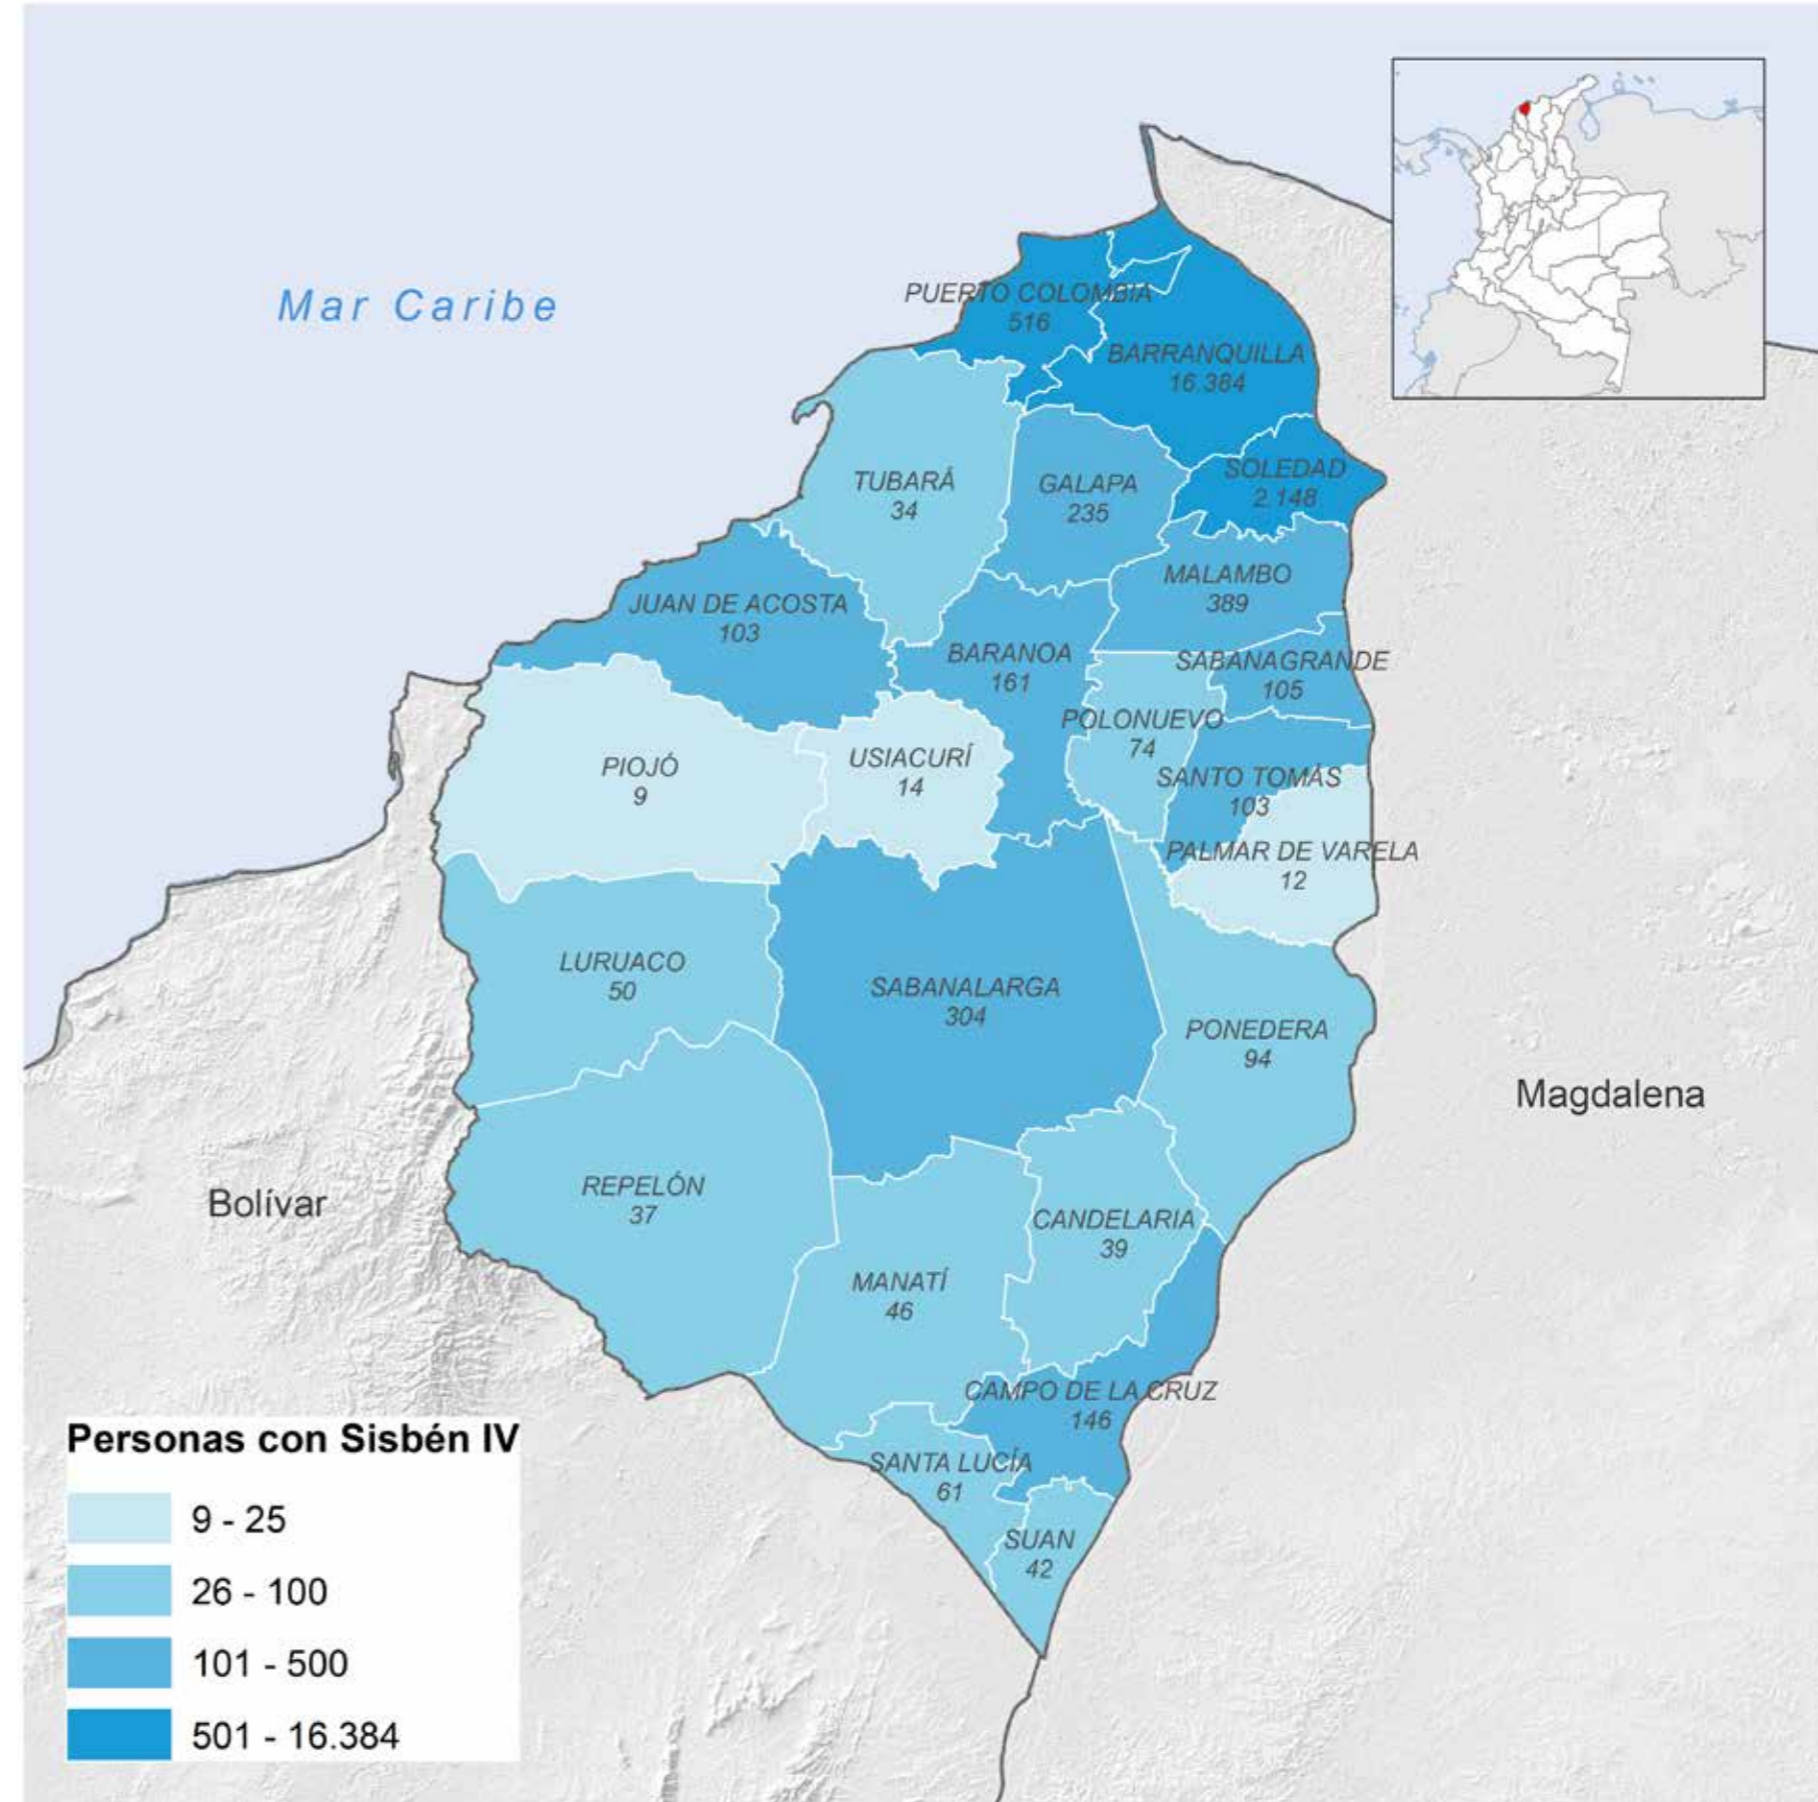 Mar Caribe
PUERTO COLOMBIA
516
BARRANQUILLA
16.384
TUBARÁ
34
GALAPA
235
SOLEDAD
2.148
JUAN DE ACOSTA
103
MALAMBO
389
BARANOA
161
SABANAGRANDE
105
POLONUEVO
74
PIOJÓ
9
USIACURÍ
14
SANTO TOMÁS
103
PALMAR DE VARELA
12
LURUACO
50
SABANALARGA
304
PONEDERA
94
Magdalena
Bolívar
REPELÓN
37
CANDELARIA
39
MANATÍ
46
CAMPO DE LA CRUZ
146
SANTA LUCÍA
61
SUAN
42
Personas con Sisbén IV
9 - 25
26 - 100
101 - 500
501 - 16.384